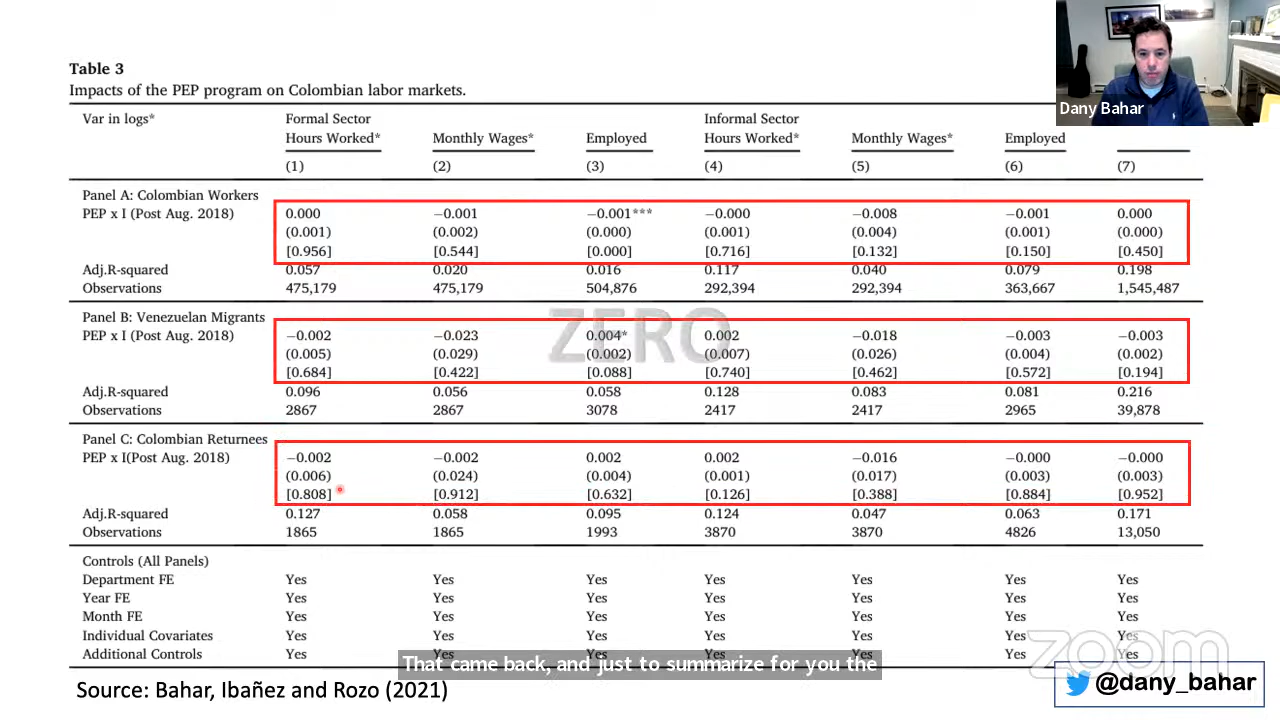 Dany Bahar
Table 3
Impacts of the PEP program on Colombian labor markets.
Var in logs* Formal Sector Informal Sector
Hours Worked* Monthly Wages* Employed Hours Worked* Monthly Wages* Employed
(1) (2) (3) (4) (5) (6) (7)
Panel A: Colombian Workers
PEP x I (Post Aug. 2018) 0.000 −0.001 −0.001*** −0.000 −0.008 −0.001 0.000
(0.001) (0.002) (0.000) (0.001) (0.004) (0.001) (0.000)
[0.956] [0.544] [0.000] [0.716] [0.132] [0.150] [0.450]
Adj.R-squared 0.057 0.020 0.016 0.117 0.040 0.079 0.198
Observations 475,179 475,179 504,876 292,394 292,394 363,667 1,545,487
Panel B: Venezuelan Migrants
PEP x I (Post Aug. 2018) −0.002 −0.023 0.004* 0.002 −0.018 −0.003 −0.003
(0.005) (0.029) (0.002) (0.007) (0.026) (0.004) (0.002)
[0.684] [0.422] [0.088] [0.740] [0.462] [0.572] [0.194]
ZERO
Adj.R-squared 0.096 0.056 0.058 0.128 0.083 0.081 0.216
Observations 2867 2867 3078 2417 2417 2965 39,878
Panel C: Colombian Returnees
PEP x I(Post Aug. 2018) −0.002 −0.002 0.002 0.002 −0.016 −0.000 −0.000
(0.006) (0.024) (0.004) (0.001) (0.017) (0.003) (0.003)
[0.808] [0.912] [0.632] [0.126] [0.388] [0.884] [0.952]
Adj.R-squared 0.127 0.058 0.095 0.124 0.047 0.063 0.171
Observations 1865 1865 1993 3870 3870 4826 13,050
Controls (All Panels)
Department FE Yes Yes Yes Yes Yes Yes Yes
Year FE Yes Yes Yes Yes Yes Yes Yes
Month FE Yes Yes Yes Yes Yes Yes Yes
Individual Covariates Yes Yes Yes Yes Yes Yes Yes
Additional Controls Yes Yes Yes Yes Yes Yes Yes
That came back, and just to summarize for you the
zoom
Source: Bahar, Ibañez and Rozo (2021)
@dany_bahar